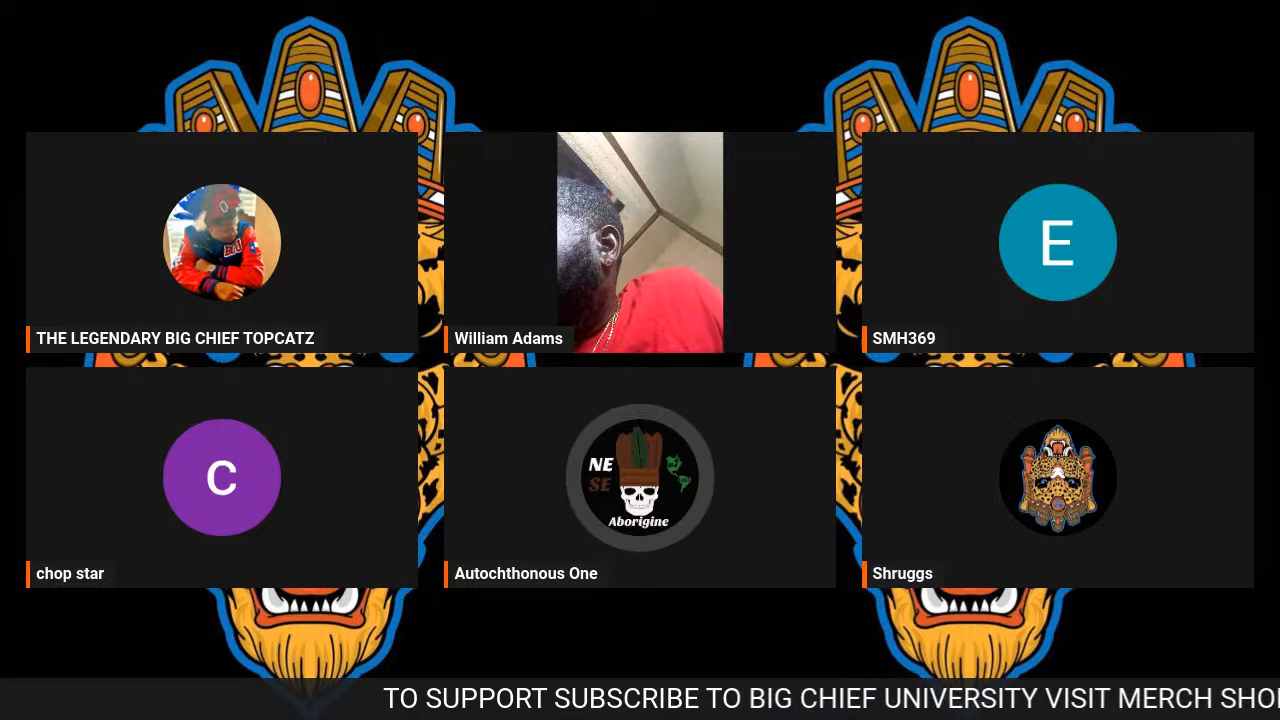 THE LEGENDARY BIG CHIEF TOPCATZ
William Adams
E
SMH369
C
chop star
NE
SE
Aborigine
Autochthonous One
Shruggs
TO SUPPORT SUBSCRIBE TO BIG CHIEF UNIVERSITY VISIT MERCH